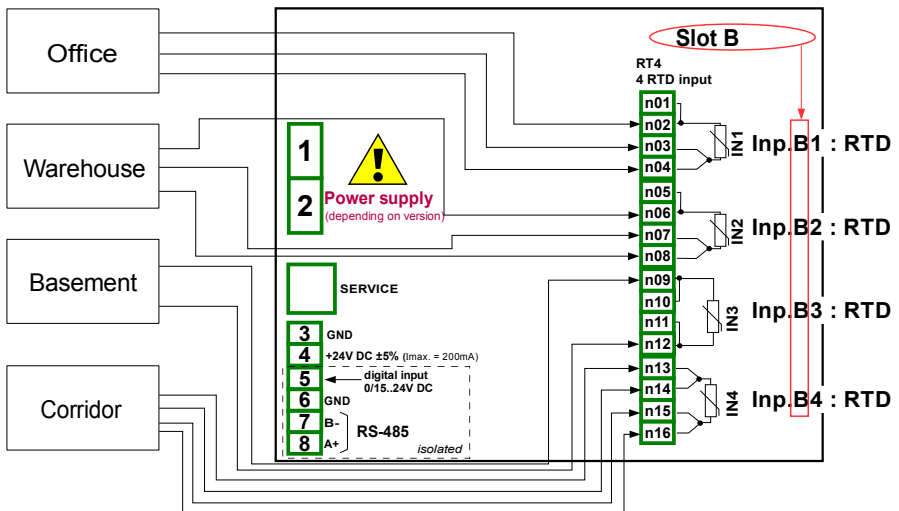 Office
Warehouse
Basement
Corridor
1
2
Power supply
(depending on version)
SERVICE
3 GND
4 +24V DC ±5% (Imax. = 200mA)
5 digital input
0/15..24V DC
6 GND
7 B-
8 A+
RS-485
isolated
Slot B
RT4
4 RTD input
n01
n02
n03
n04
n05
n06
n07
n08
n09
n10
n11
n12
n13
n14
n15
n16
IN1
IN2
IN3
IN4
Inp.B1 : RTD
Inp.B2 : RTD
Inp.B3 : RTD
Inp.B4 : RTD